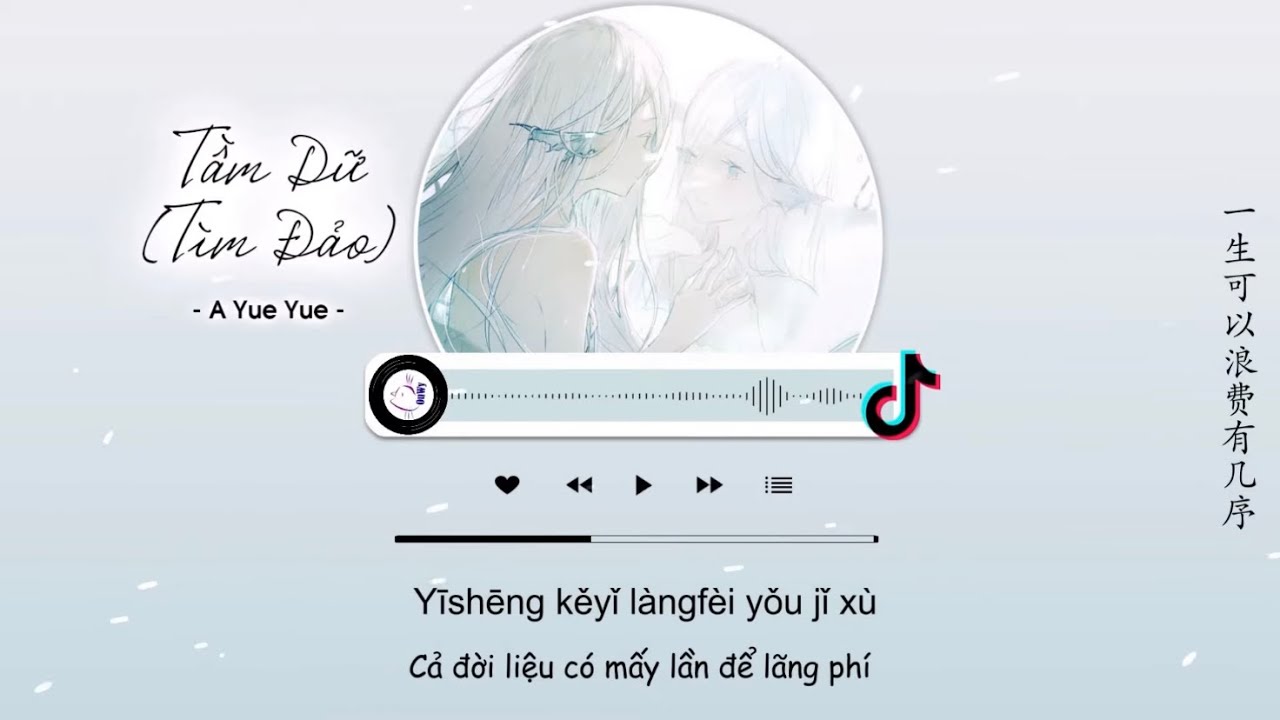 Tầm Dữ
(Tìm Đảo)
- A Yue Yue -
OuWy
一生可以浪费有几序
Yīshēng kěyǐ làngfèi yǒu jǐ xù
Cả đời liệu có mấy lần để lãng phí